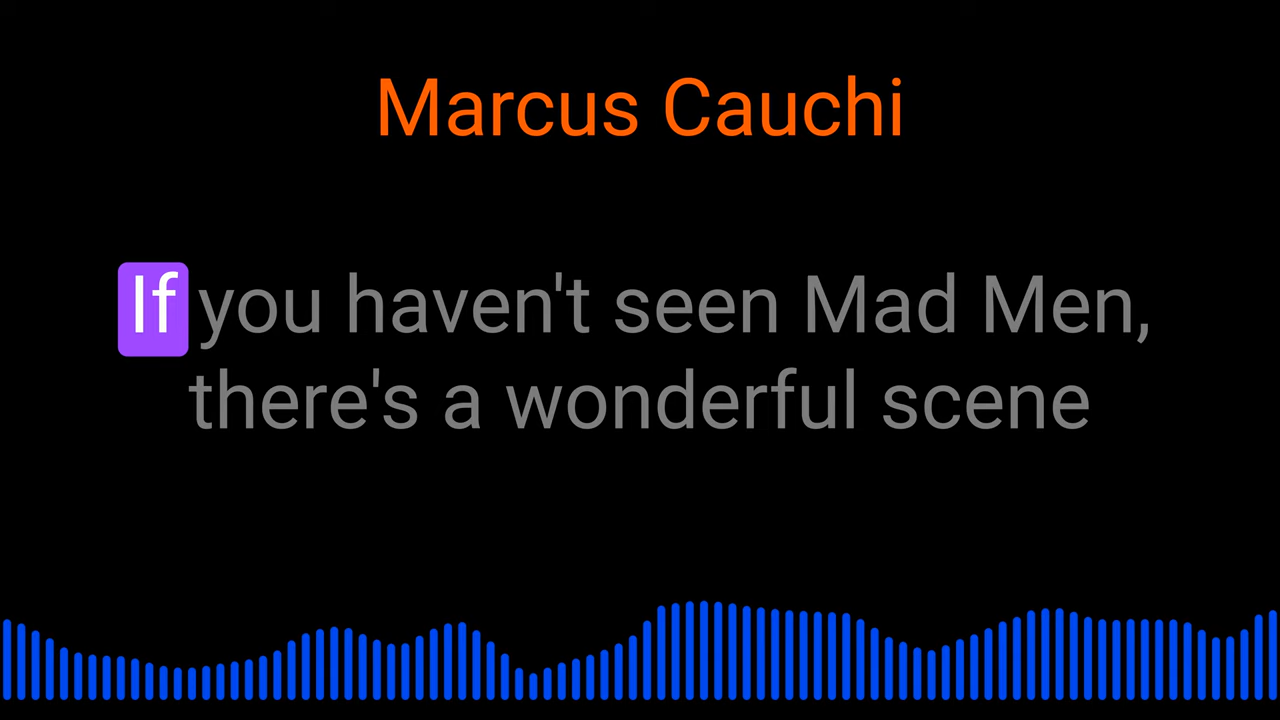 Marcus Cauchi
If you haven't seen Mad Men,
there's a wonderful scene